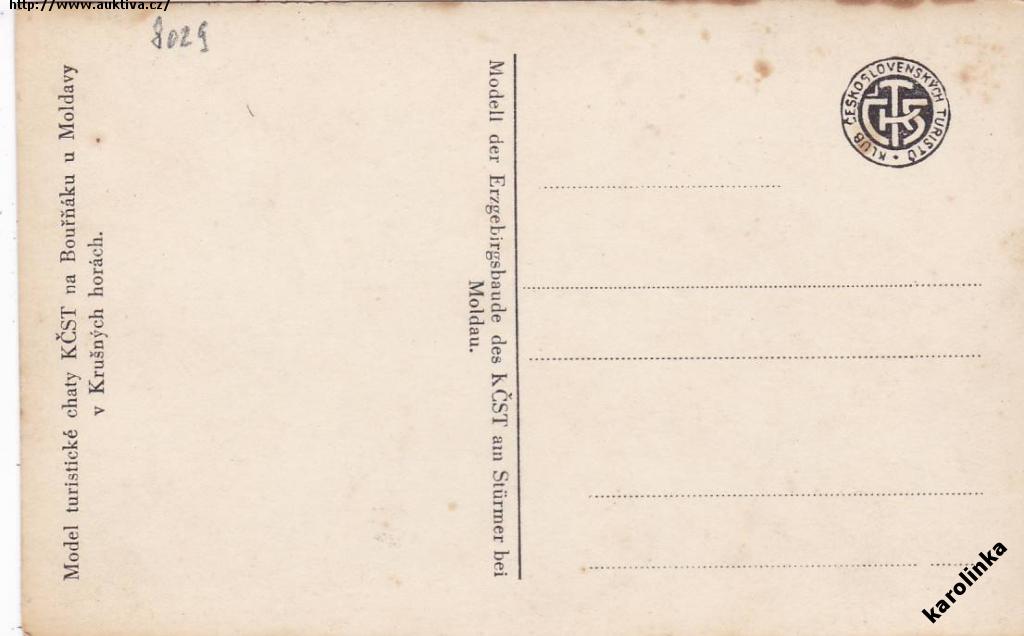 http://www.auktiva.cz/
8029
Model turistické chaty KČST na Bouřňáku u Moldavy
v Krušných horách.
Modell der Erzgebirgsbaude des KČST am Stürmer bei
Moldau.
KLUB ČESKOSLOVENSKÝCH TURISTŮ
KČST
karolinka